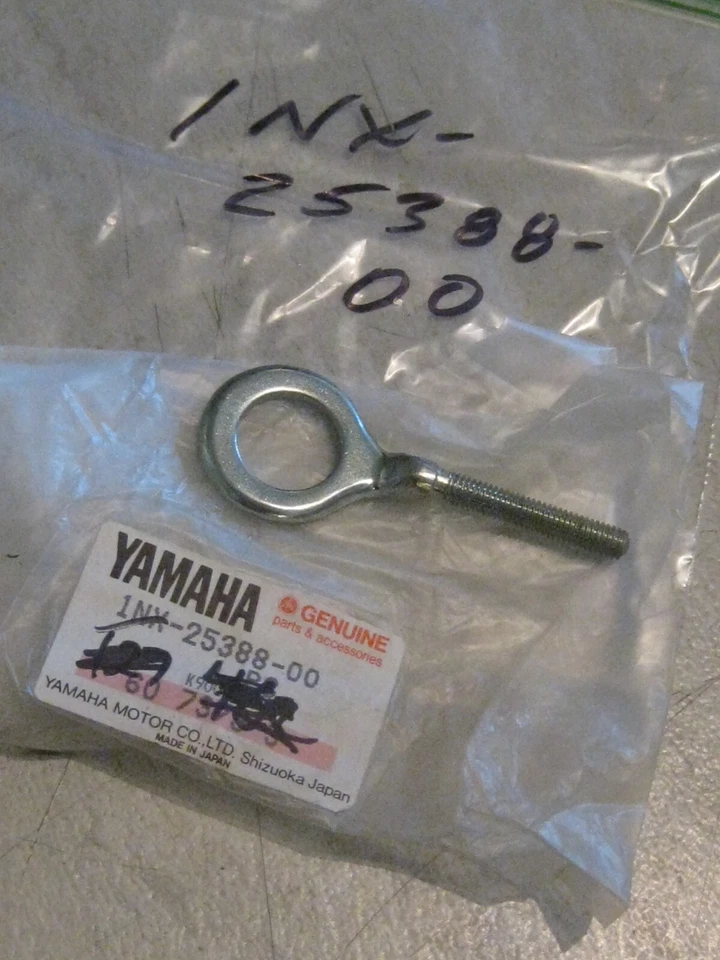 1NX-
25388-
00
YAMAHA
GENUINE
parts & accessories
1NX-25388-00
60
YAMAHA MOTOR CO.,LTD. Shizuoka Japan
MADE IN JAPAN